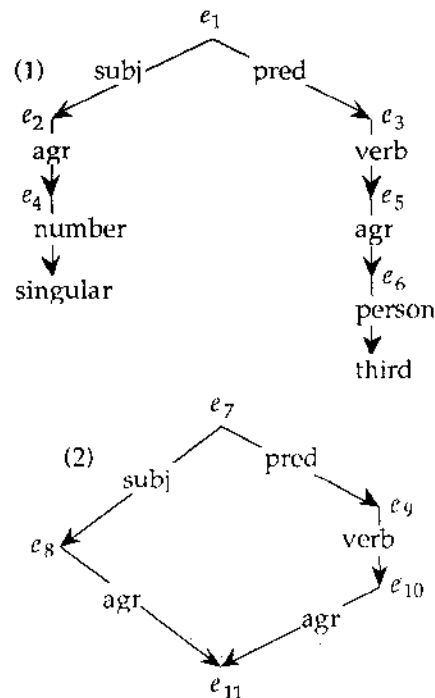 e₁
(1) subj pred
e₂ e₃
agr verb
e₄ e₅
number agr
singular e₆
person
third
e₇
(2) subj pred
e₉
e₈ verb
agr agr e₁₀
e₁₁